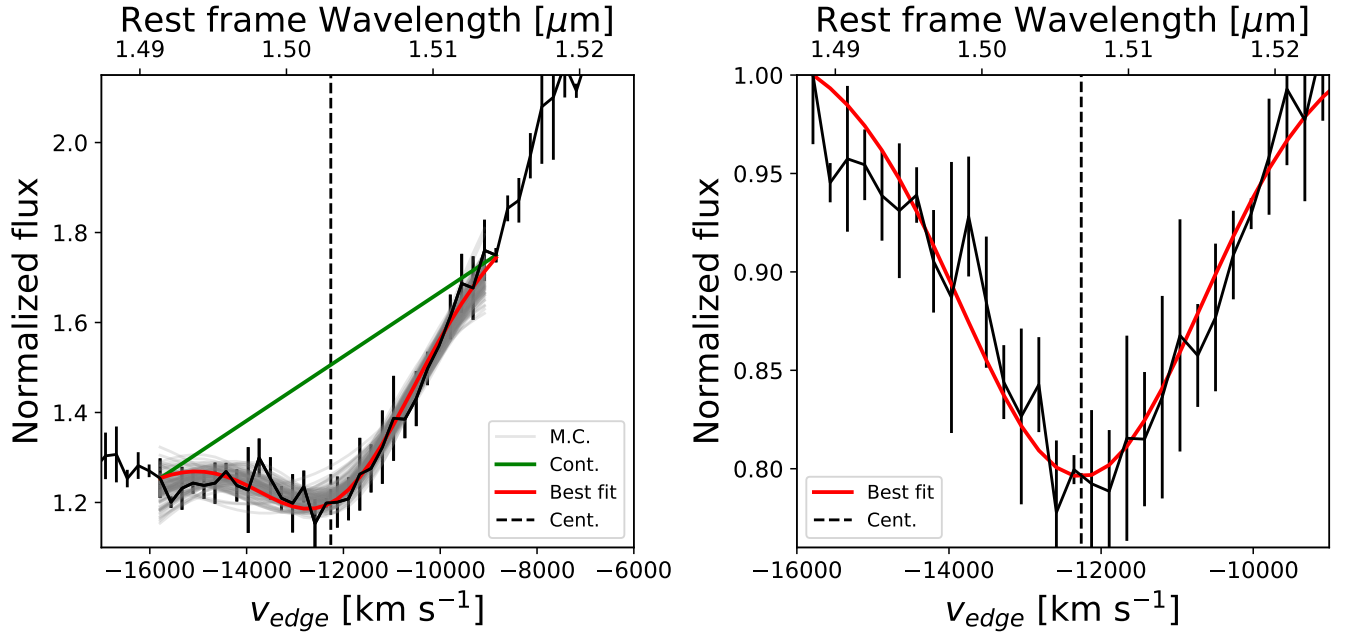 Rest frame Wavelength [μm]
1.49 1.50 1.51 1.52
Normalized flux
2.0
1.8
1.6
1.4
1.2
M.C.
Cont.
Best fit
Cent.
−16000 −14000 −12000 −10000 −8000 −6000
v_edge [km s⁻¹]
Rest frame Wavelength [μm]
1.49 1.50 1.51 1.52
Normalized flux
1.00
0.95
0.90
0.85
0.80
Best fit
Cent.
−16000 −14000 −12000 −10000
v_edge [km s⁻¹]